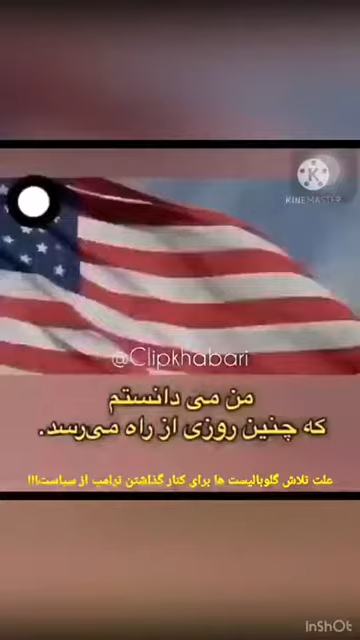 K
KINEMASTER
@Clipkhabari
من می دانستم
که چنین روزی از راه می‌رسد.
علت تلاش گلوبالیست ها برای کنار گذاشتن ترامپ از سیاست!!!
InShOt